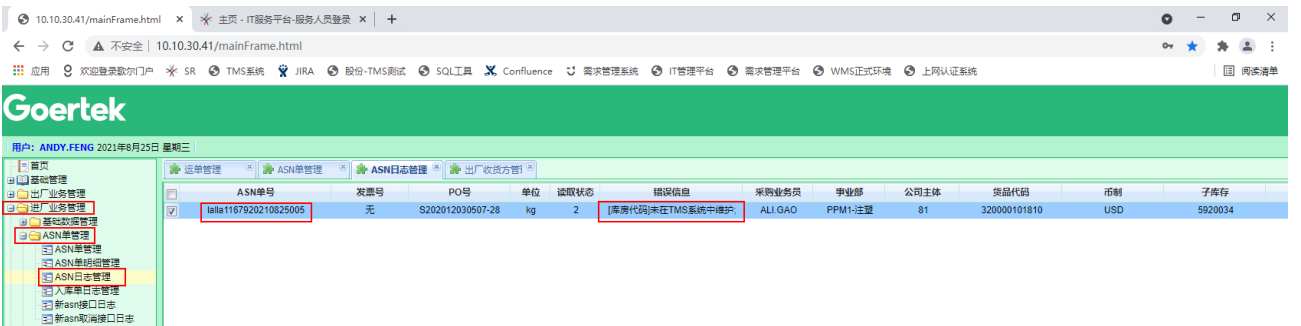 10.10.30.41/mainFrame.html
主页 - IT服务平台-服务人员登录
不安全 10.10.30.41/mainFrame.html
应用 欢迎登录歌尔门户 SR TMS系统 JIRA 股份-TMS测试 SQL工具 Confluence 需求管理系统 IT管理平台 需求管理平台 WMS正式环境 上网认证系统 阅读清单
Goertek
用户: ANDY.FENG 2021年8月25日 星期三
首页
基础管理
出厂业务管理
进厂业务管理
基础数据管理
ASN单管理
ASN单管理
ASN单明细管理
ASN日志管理
入库单日志管理
新asn接口日志
新asn取消接口日志
运单管理 ASN单管理 ASN日志管理 出厂收货方管
ASN单号 发票号 PO号 单位 读取状态 错误信息 采购业务员 事业部 公司主体 货品代码 币制 子库存
lalla1167920210825005 无 S202012030507-28 kg 2 [库房代码]未在TMS系统中维护; ALI.GAO PPM1-注塑 81 320000101810 USD 5920034